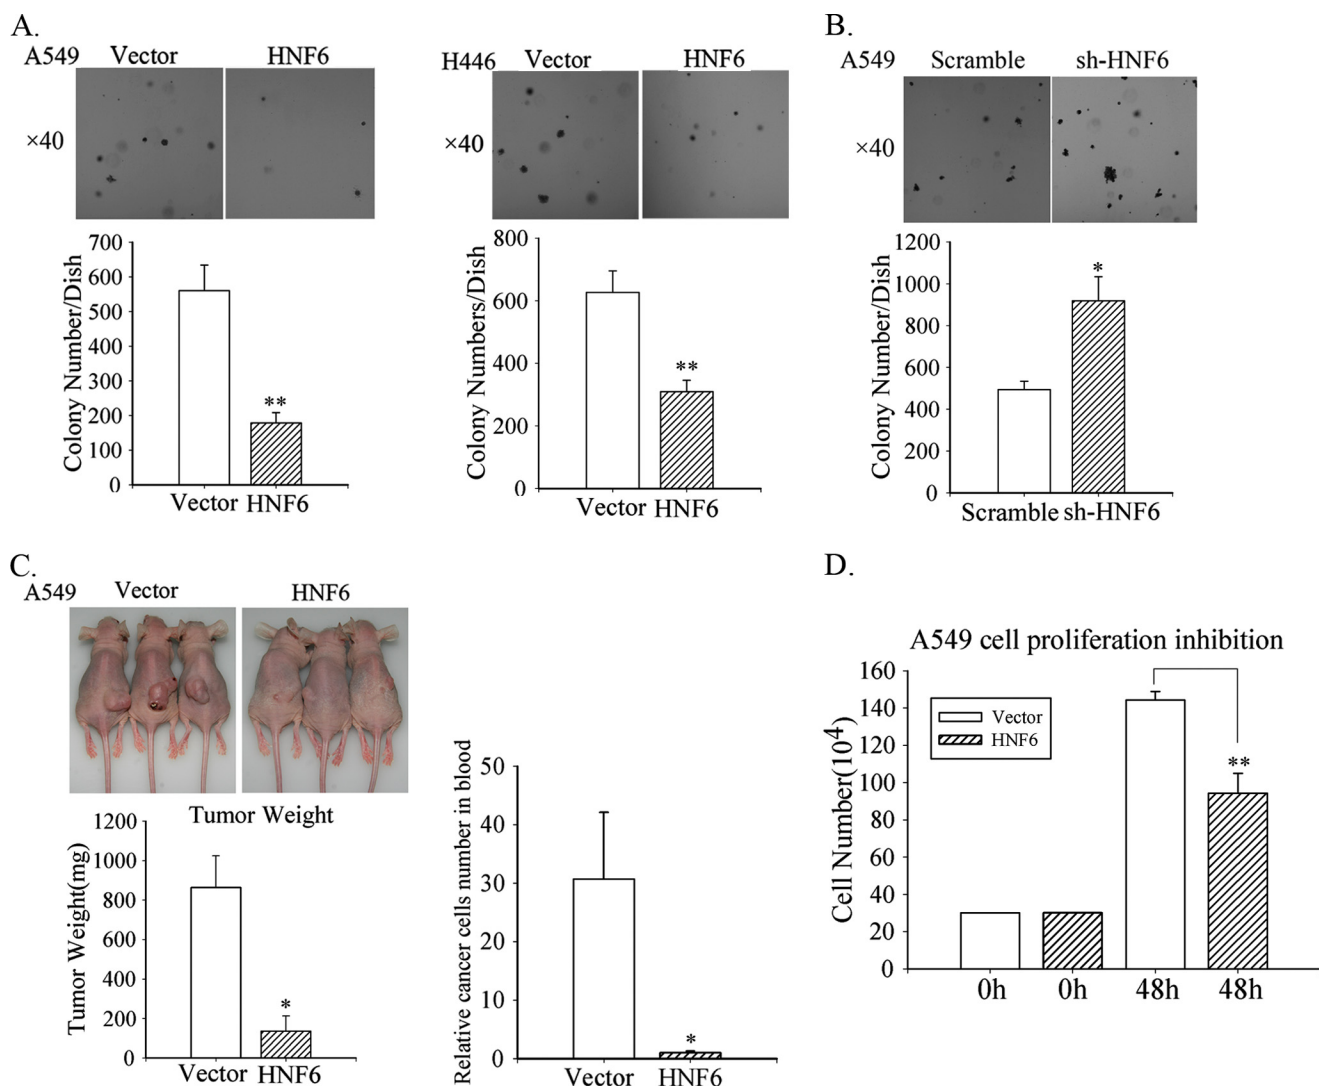 A.
A549 Vector HNF6
×40
700
600
500
400
300
200
100
0
Colony Number/Dish
**
Vector HNF6
H446 Vector HNF6
×40
800
600
400
200
0
Colony Numbers/Dish
**
Vector HNF6
B.
A549 Scramble sh-HNF6
×40
1200
1000
800
600
400
200
0
Colony Number/Dish
*
Scramble sh-HNF6
C.
A549 Vector HNF6
Tumor Weight
1200
1000
800
600
400
200
0
Tumor Weight(mg)
*
Vector HNF6
50
40
30
20
10
0
Relative cancer cells number in blood
*
Vector HNF6
D.
A549 cell proliferation inhibition
160
140
120
100
80
60
40
20
0
Cell Number(10⁴)
Vector
HNF6
**
0h 0h 48h 48h